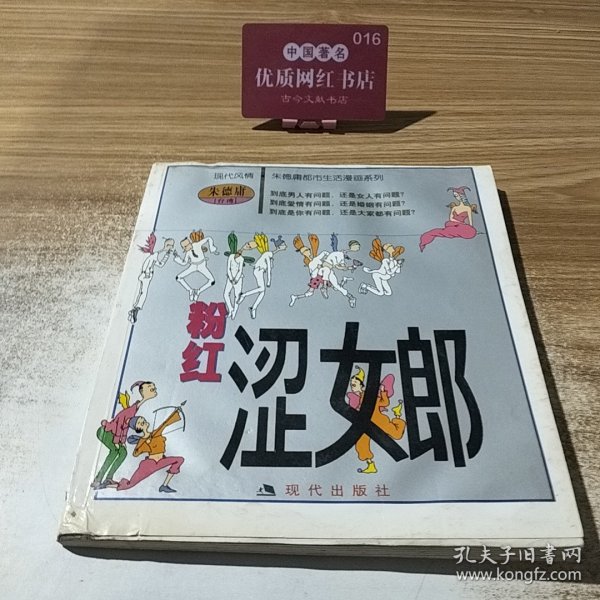 016
中国著名
优质网红书店
古今文献书店
现代风情
朱德庸都市生活漫画系列
朱德庸
[台湾]
到底男人有问题，还是女人有问题？
到底爱情有问题，还是婚姻有问题？
到底是你有问题，还是大家都有问题？
粉红
涩女郎
现代出版社
孔夫子旧书网
www.kongfz.com